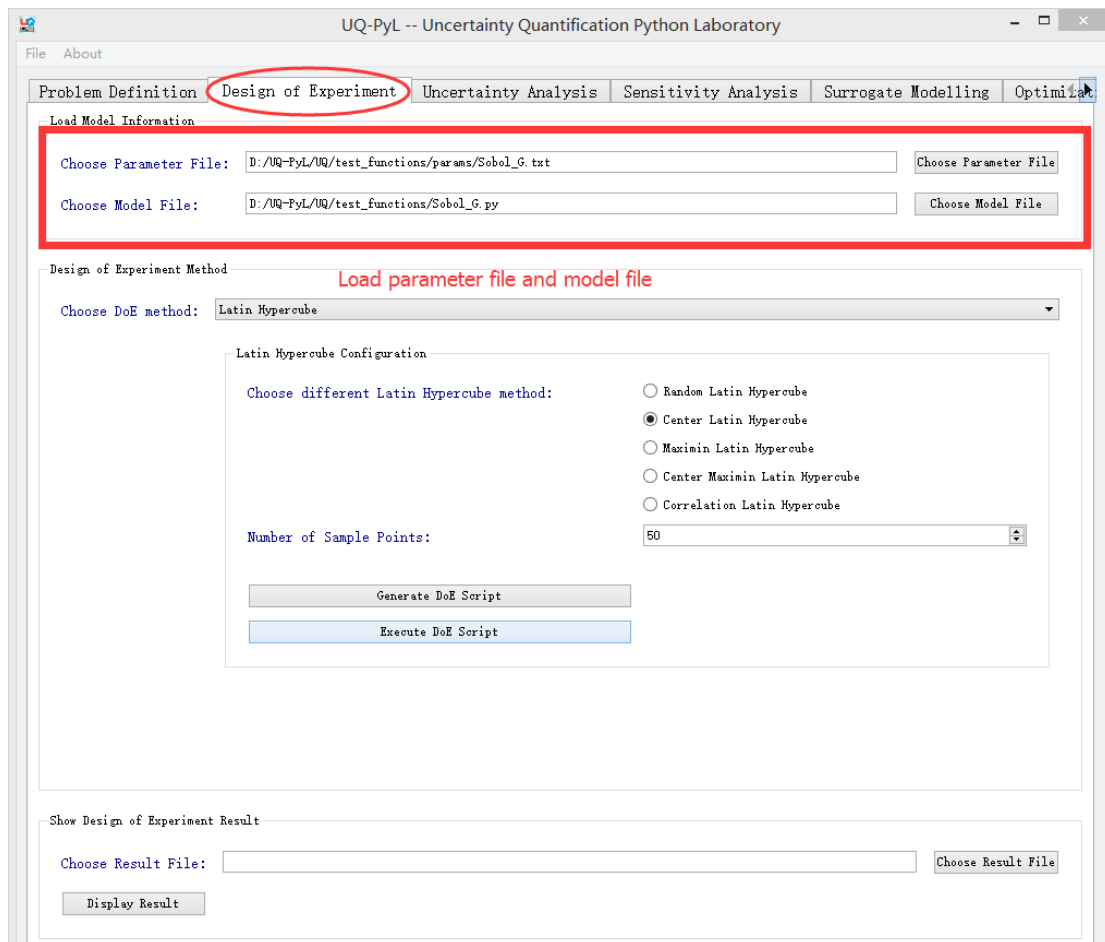 UQ-PyL -- Uncertainty Quantification Python Laboratory
File About
Problem Definition Design of Experiment Uncertainty Analysis Sensitivity Analysis Surrogate Modelling
Load Model Information
Choose Parameter File: D:/UQ-PyL/UQ/test_functions/params/Sobol_G.txt Choose Parameter File
Choose Model File: D:/UQ-PyL/UQ/test_functions/Sobol_G.py Choose Model File
Design of Experiment Method
Load parameter file and model file
Choose DoE method: Latin Hypercube
Latin Hypercube Configuration
Choose different Latin Hypercube method: Random Latin Hypercube
Center Latin Hypercube
Maximin Latin Hypercube
Center Maximin Latin Hypercube
Correlation Latin Hypercube
Number of Sample Points: 50
Generate DoE Script
Execute DoE Script
Show Design of Experiment Result
Choose Result File: Choose Result File
Display Result